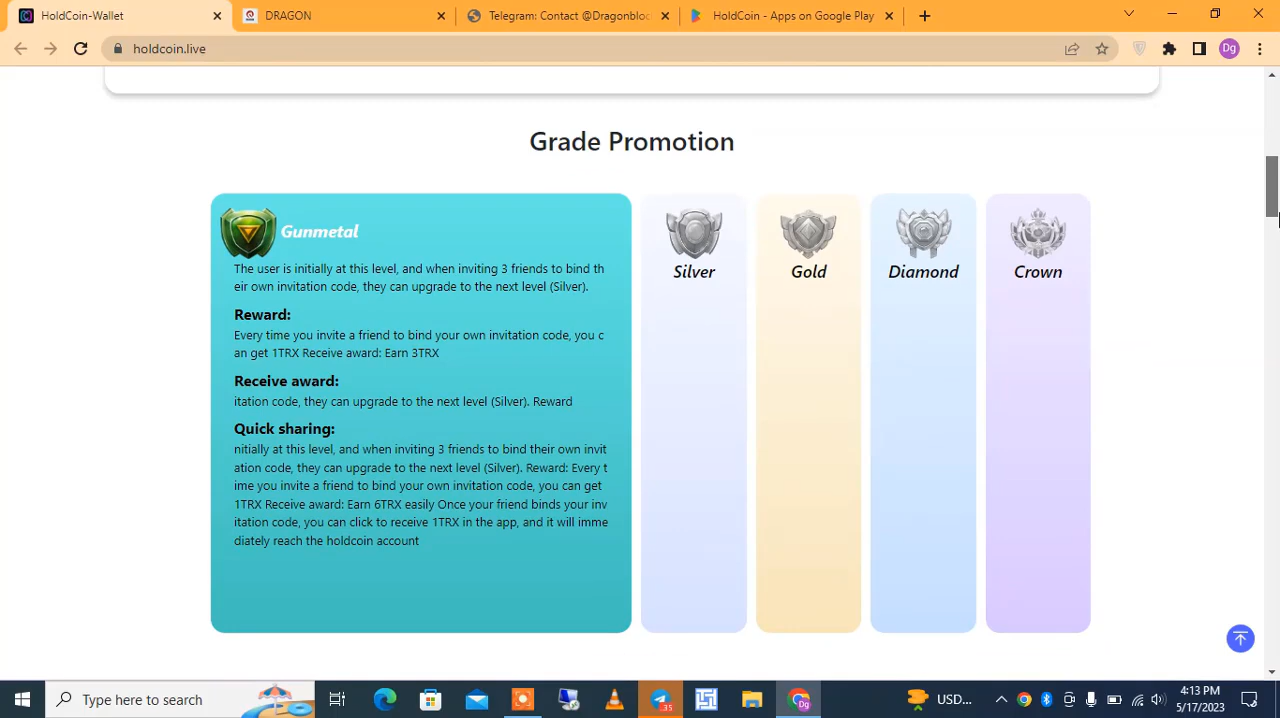 HoldCoin-Wallet
DRAGON
Telegram: Contact @Dragonbloc
HoldCoin - Apps on Google Play
holdcoin.live
Dg
Grade Promotion
Gunmetal
The user is initially at this level, and when inviting 3 friends to bind th
eir own invitation code, they can upgrade to the next level (Silver).
Reward:
Every time you invite a friend to bind your own invitation code, you c
an get 1TRX Receive award: Earn 3TRX
Receive award:
itation code, they can upgrade to the next level (Silver). Reward
Quick sharing:
nitially at this level, and when inviting 3 friends to bind their own invit
ation code, they can upgrade to the next level (Silver). Reward: Every t
ime you invite a friend to bind your own invitation code, you can get
1TRX Receive award: Earn 6TRX easily Once your friend binds your inv
itation code, you can click to receive 1TRX in the app, and it will imme
diately reach the holdcoin account
Silver
Gold
Diamond
Crown
Type here to search
35
Dg
USD...
4:13 PM
5/17/2023